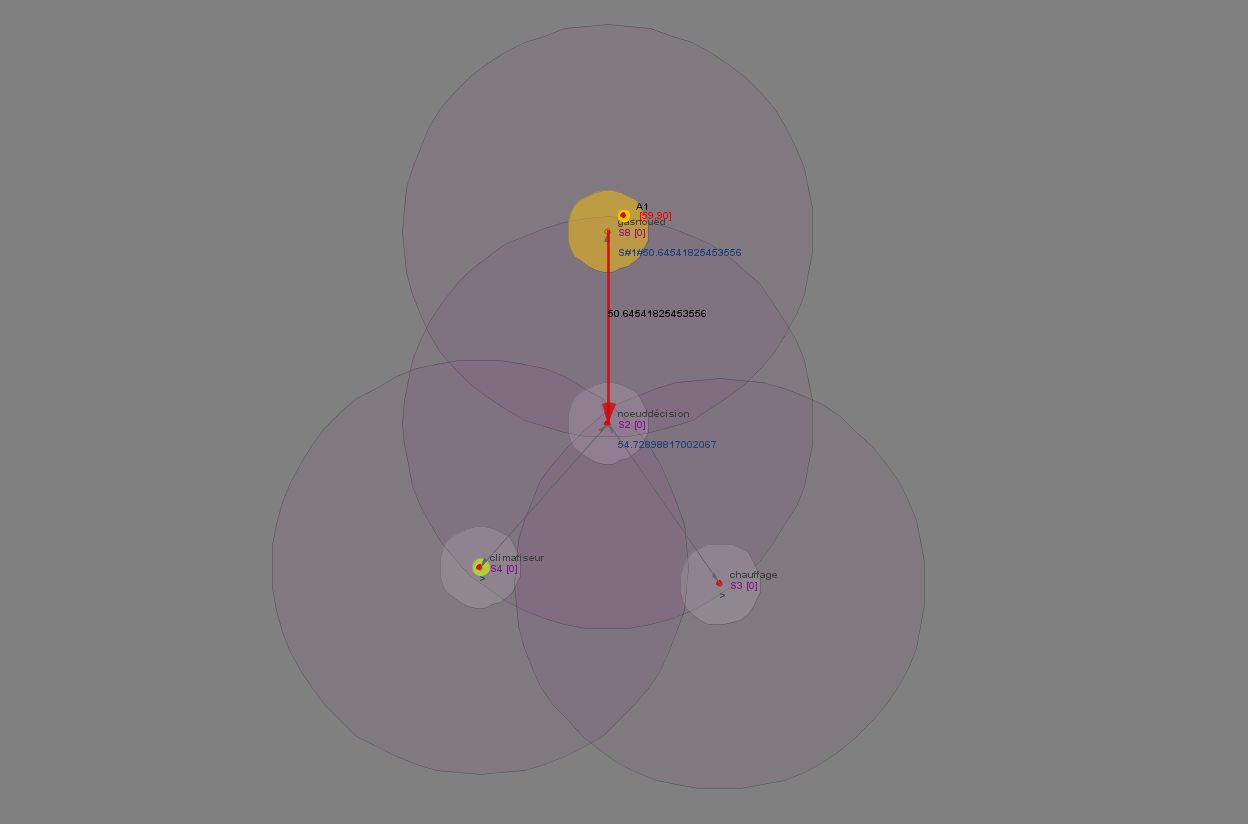 A1
[59,90]
gasnoued
S8 [0]
S#1#50.64541825453556
50.64541825453556
noeuddécision
S2 [0]
54.72898817002067
climatiseur
S4 [0]
>
chauffage
S3 [0]
>